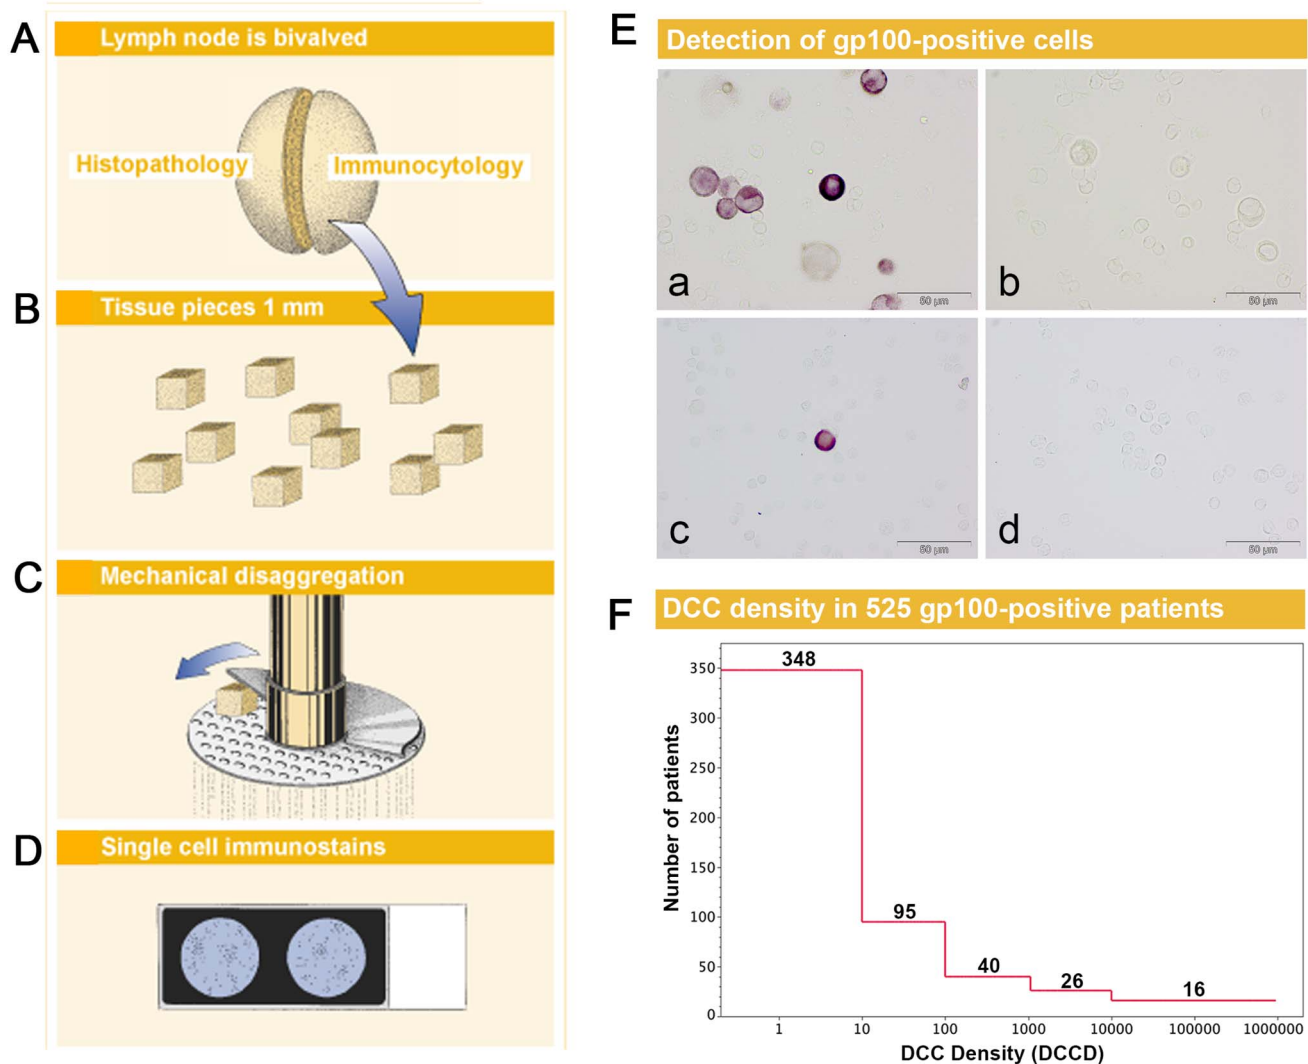 A
Lymph node is bivalved
Histopathology
Immunocytology
B
Tissue pieces 1 mm
C
Mechanical disaggregation
D
Single cell immunostains
E
Detection of gp100-positive cells
a
50 µm
b
50 µm
c
50 µm
d
50 µm
F
DCC density in 525 gp100-positive patients
Number of patients
350
300
250
200
150
100
50
0
348
95
40
26
16
1
10
100
1000
10000
100000
1000000
DCC Density (DCCD)